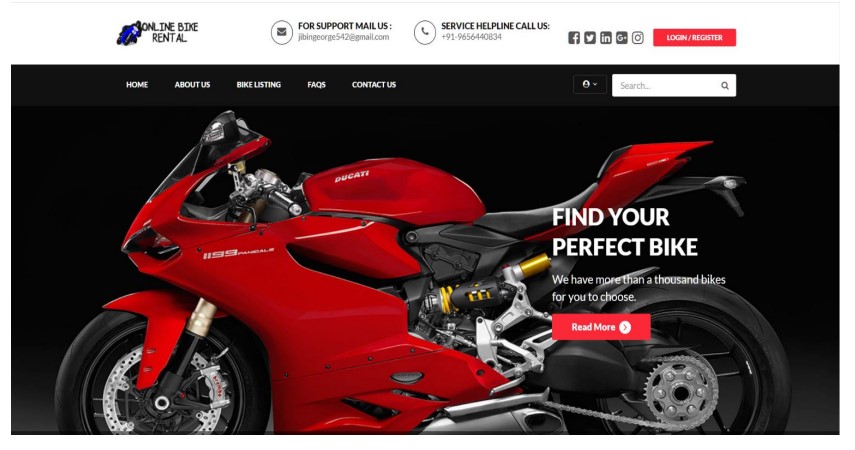 ONLINE BIKE
RENTAL
FOR SUPPORT MAIL US :
jibingeorge542@gmail.com
SERVICE HELPLINE CALL US:
+91-9656440834
LOGIN / REGISTER
HOME
ABOUT US
BIKE LISTING
FAQS
CONTACT US
Search...
DUCATI
1199 PANIGALE
FIND YOUR
PERFECT BIKE
We have more than a thousand bikes
for you to choose.
Read More